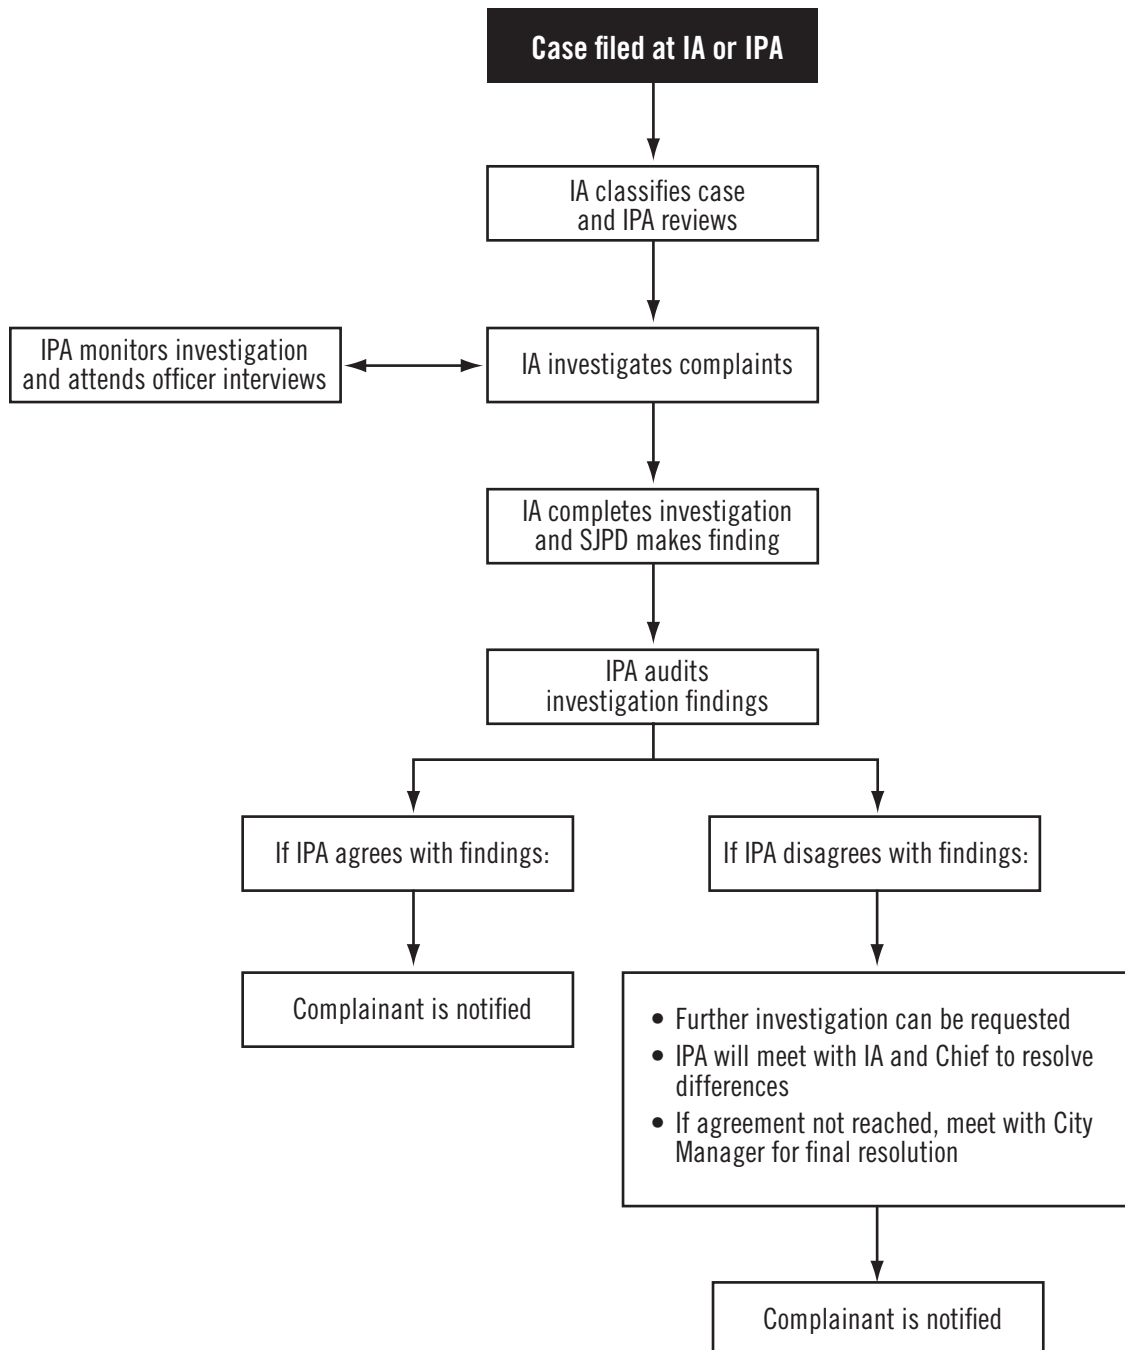 Case filed at IA or IPA
IA classifies case
and IPA reviews
IPA monitors investigation
and attends officer interviews
IA investigates complaints
IA completes investigation
and SJPD makes finding
IPA audits
investigation findings
If IPA agrees with findings:
If IPA disagrees with findings:
Complainant is notified
• Further investigation can be requested
• IPA will meet with IA and Chief to resolve
differences
• If agreement not reached, meet with City
Manager for final resolution
Complainant is notified